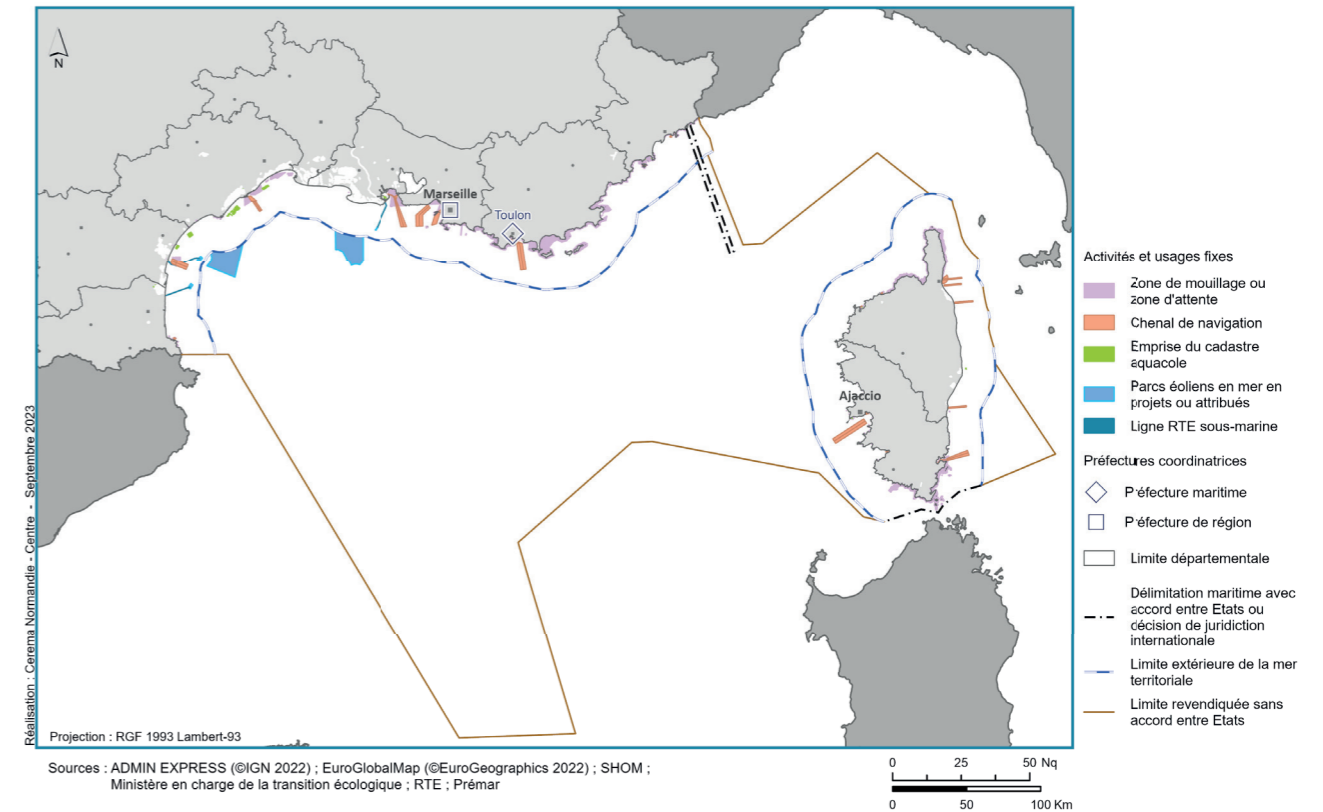 N
Marseille
Toulon
Ajaccio
Réalisation : Cerema Normandie - Centre - Septembre 2023
Projection : RGF 1993 Lambert-93
Activités et usages fixes
Zone de mouillage ou
zone d'attente
Chenal de navigation
Emprise du cadastre
aquacole
Parcs éoliens en mer en
projets ou attribués
Ligne RTE sous-marine
Préfectures coordinatrices
Préfecture maritime
Préfecture de région
Limite départementale
Délimitation maritime avec
accord entre Etats ou
décision de juridiction
internationale
Limite extérieure de la mer
territoriale
Limite revendiquée sans
accord entre Etats
Sources : ADMIN EXPRESS (©IGN 2022) ; EuroGlobalMap (©EuroGeographics 2022) ; SHOM ;
Ministère en charge de la transition écologique ; RTE ; Prémar
0 25 50 Nq
0 50 100 Km